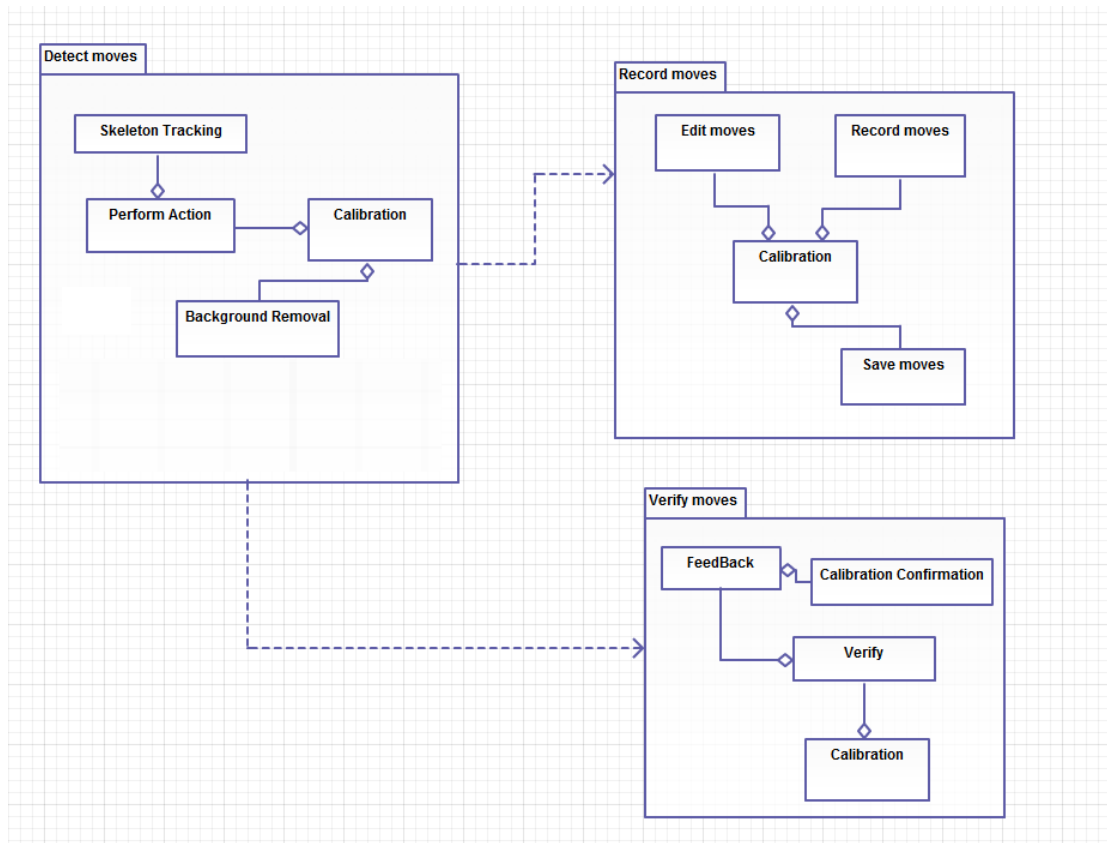 Detect moves
Skeleton Tracking
Perform Action
Calibration
Background Removal
Record moves
Edit moves
Record moves
Calibration
Save moves
Verify moves
FeedBack
Calibration Confirmation
Verify
Calibration